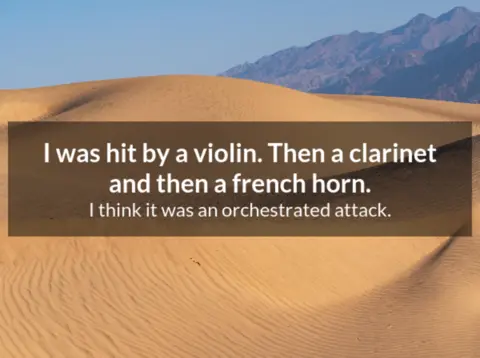 I was hit by a violin. Then a clarinet
and then a french horn.
I think it was an orchestrated attack.